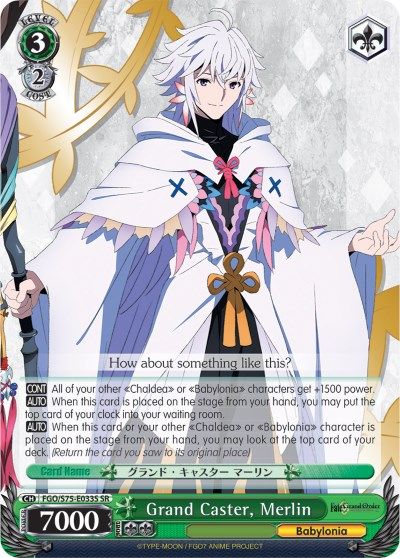 LEVEL
3
2
COST
How about something like this?
CONT All of your other «Chaldea» or «Babylonia» characters get +1500 power.
AUTO When this card is placed on the stage from your hand, you may put the
top card of your clock into your waiting room.
AUTO When this card or your other «Chaldea» or «Babylonia» character is
placed on the stage from your hand, you may look at the top card of your
deck. (Return the card you saw to its original place)
Card Name
グランド・キャスター マーリン
CH FGO/S75-E033S SR
Grand Caster, Merlin
Fate/Grand Order
POWER
7000
SOUL
Babylonia
©TYPE-MOON / FGO7 ANIME PROJECT